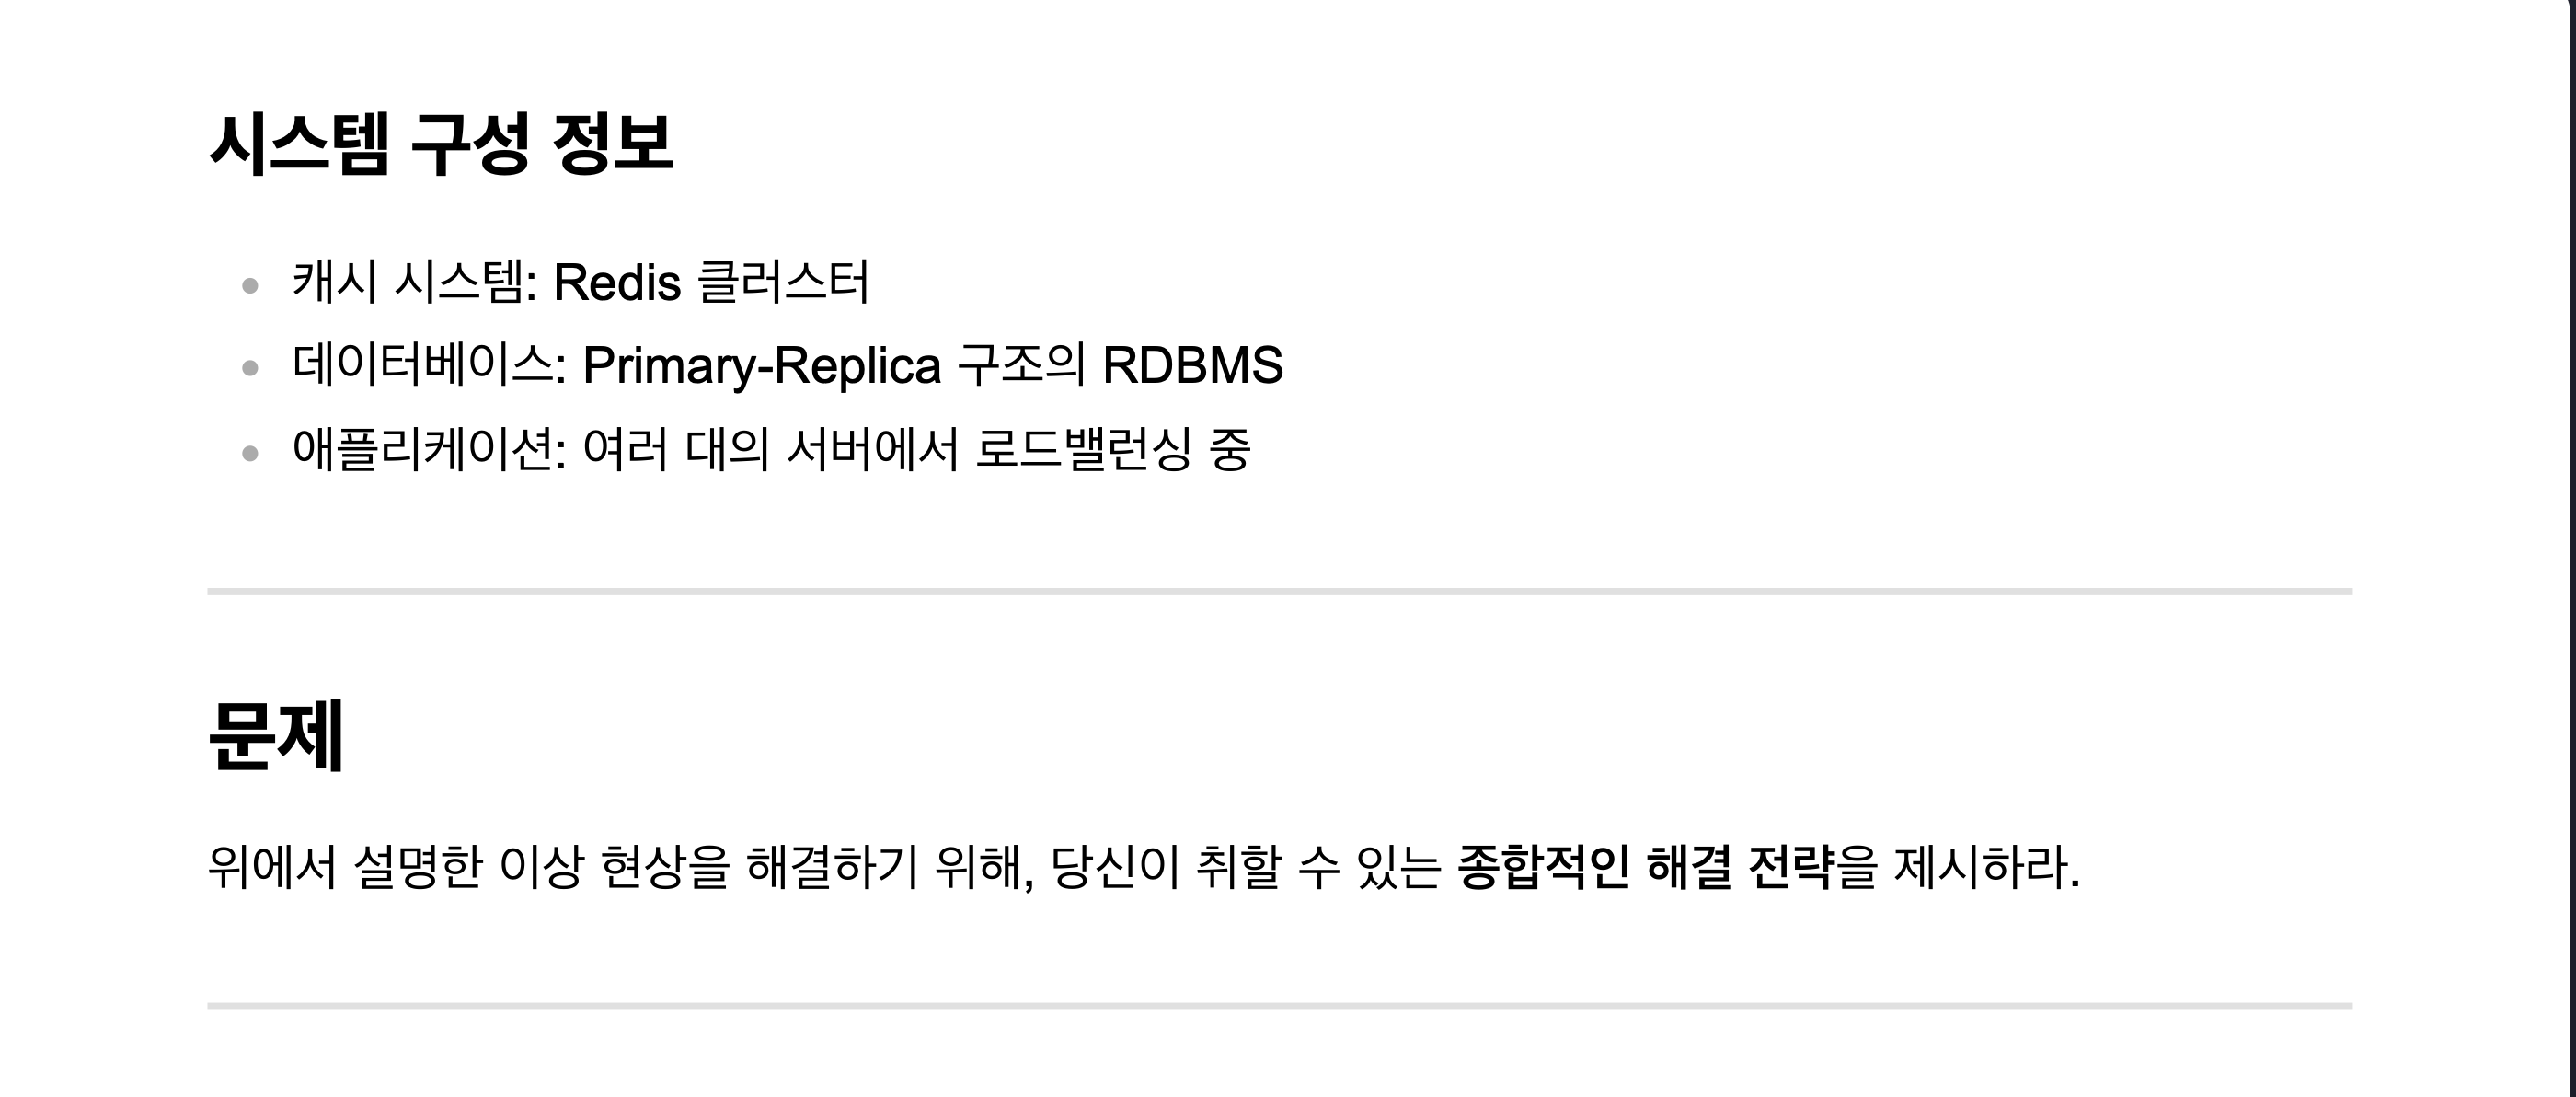 시스템 구성 정보
캐시 시스템: Redis 클러스터
데이터베이스: Primary-Replica 구조의 RDBMS
애플리케이션: 여러 대의 서버에서 로드밸런싱 중
문제
위에서 설명한 이상 현상을 해결하기 위해, 당신이 취할 수 있는 종합적인 해결 전략을 제시하라.